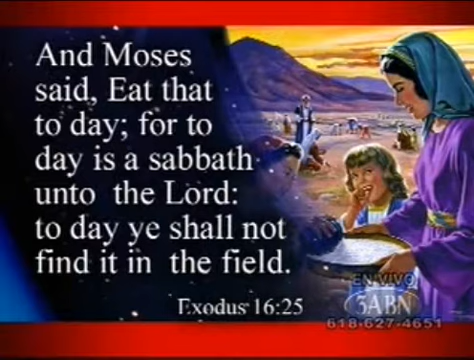 And Moses
said, Eat that
to day; for to
day is a sabbath
unto the Lord:
to day ye shall not
find it in the field.
Exodus 16:25
EN VIVO
3ABN
618-627-4651